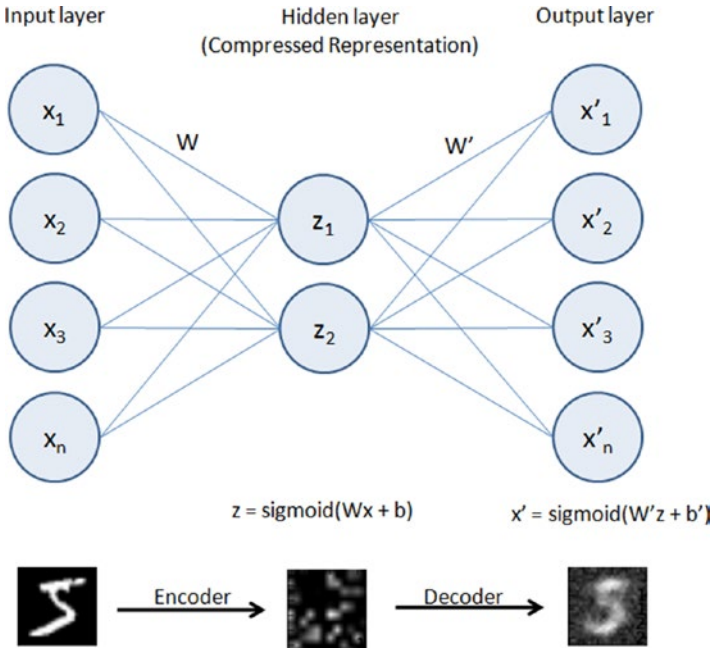 Input layer
Hidden layer
(Compressed Representation)
Output layer
x₁
x'₁
W
W'
x₂
z₁
x'₂
x₃
z₂
x'₃
xₙ
x'ₙ
z = sigmoid(Wx + b)
x' = sigmoid(W'z + b')
Encoder
Decoder